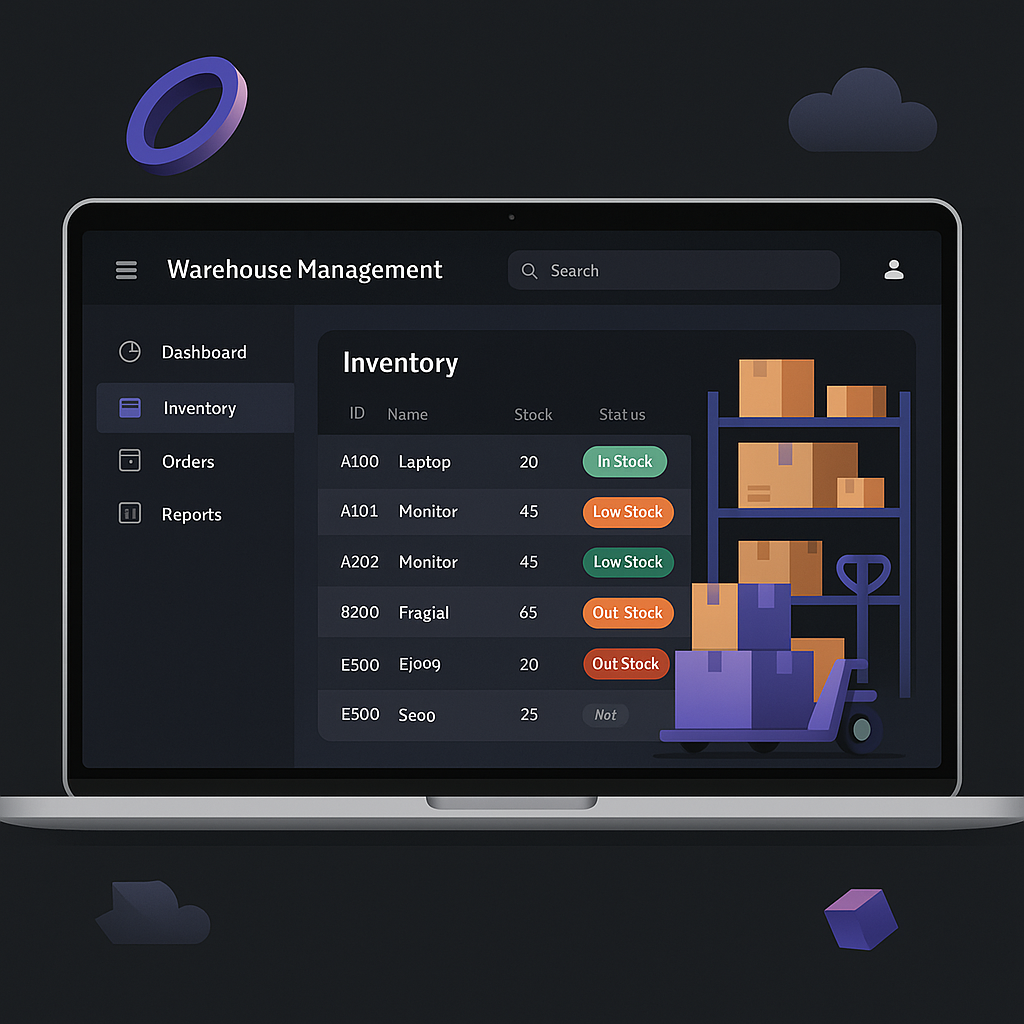 Warehouse Management
Search
Dashboard
Inventory
Orders
Reports
Inventory
ID Name Stock Status
A100 Laptop 20 In Stock
A101 Monitor 45 Low Stock
A202 Monitor 45 Low Stock
8200 Fragial 65 Out Stock
E500 Ejoo9 20 Out Stock
E500 Seoo 25 Not